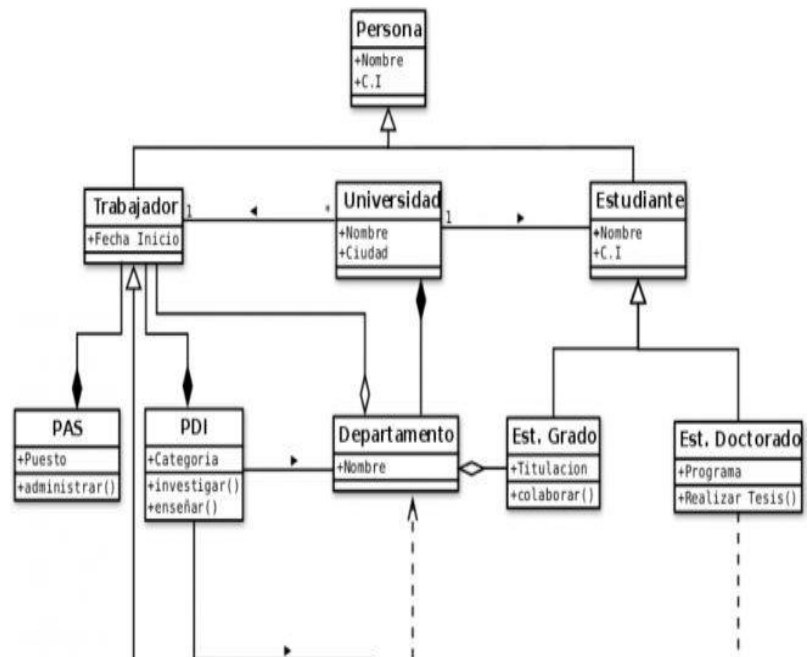 Persona
+Nombre
+C.I
Trabajador
+Fecha Inicio
1
*
Universidad
+Nombre
+Ciudad
1
Estudiante
+Nombre
+C.I
PAS
+Puesto
+administrar()
PDI
+Categoria
+investigar()
+enseñar()
Departamento
+Nombre
Est. Grado
+Titulacion
+colaborar()
Est. Doctorado
+Programa
+Realizar Tesis()